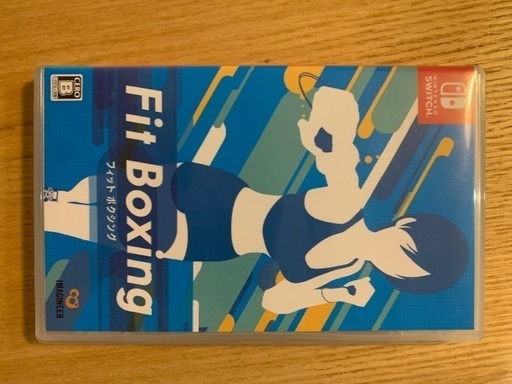 NINTENDO
SWITCH
Fit Boxing
フィット ボクシング
CERO
B
IMAGINEER